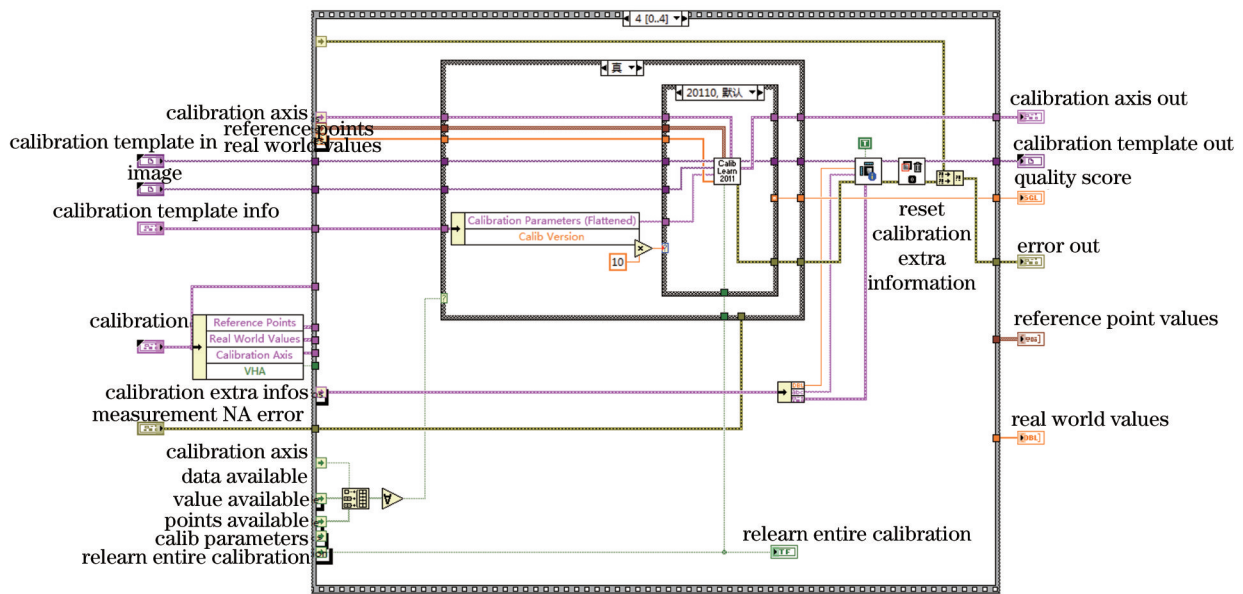 4 [0..4]
真
20110, 默认
calibration axis
reference points
calibration template in
real world values
image
calibration template info
Calib
Learn
2011
Calibration Parameters (Flattened)
Calib Version
10
T
calibration axis out
calibration template out
quality score
SGL
reset
calibration
extra
information
error out
calibration
Reference Points
Real World Values
Calibration Axis
VHA
reference point values
calibration extra infos
measurement NA error
real world values
DBL
calibration axis
data available
value available
points available
calib parameters
relearn entire calibration
relearn entire calibration
TF